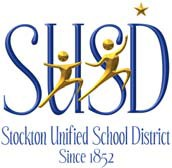 SUSD
Stockton Unified School District
Since 1852